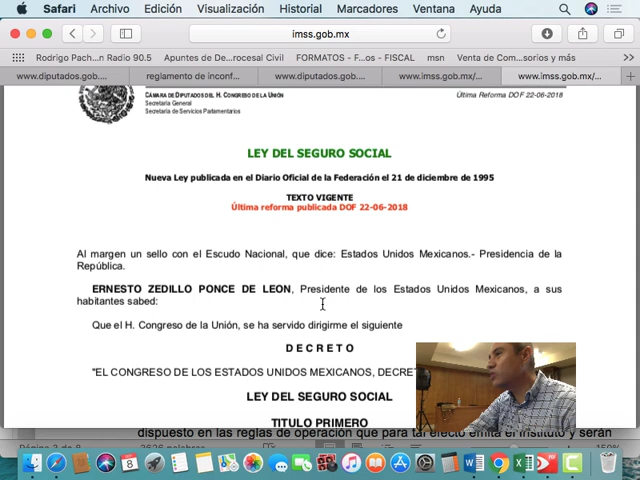 Safari Archivo Edición Visualización Historial Marcadores Ventana Ayuda
imss.gob.mx
Rodrigo Pach...n Radio 90.5 Apuntes de D...rocesal Civil FORMATOS - F...os - FISCAL msn Venta de Com...sorios y más
www.diputados.gob.... reglamento de inconf... www.diputados.gob.... www.imss.gob.mx/... www.imss.gob.mx/...
CÁMARA DE DIPUTADOS DEL H. CONGRESO DE LA UNIÓN
Secretaría General
Secretaría de Servicios Parlamentarios
Última Reforma DOF 22-06-2018
LEY DEL SEGURO SOCIAL
Nueva Ley publicada en el Diario Oficial de la Federación el 21 de diciembre de 1995
TEXTO VIGENTE
Última reforma publicada DOF 22-06-2018
Al margen un sello con el Escudo Nacional, que dice: Estados Unidos Mexicanos.- Presidencia de la
República.
ERNESTO ZEDILLO PONCE DE LEON, Presidente de los Estados Unidos Mexicanos, a sus
habitantes sabed:
Que el H. Congreso de la Unión, se ha servido dirigirme el siguiente
D E C R E T O
"EL CONGRESO DE LOS ESTADOS UNIDOS MEXICANOS, DECRET
LEY DEL SEGURO SOCIAL
TITULO PRIMERO
dispuesto en las reglas de operación que para tal efecto emita el Instituto y serán
8